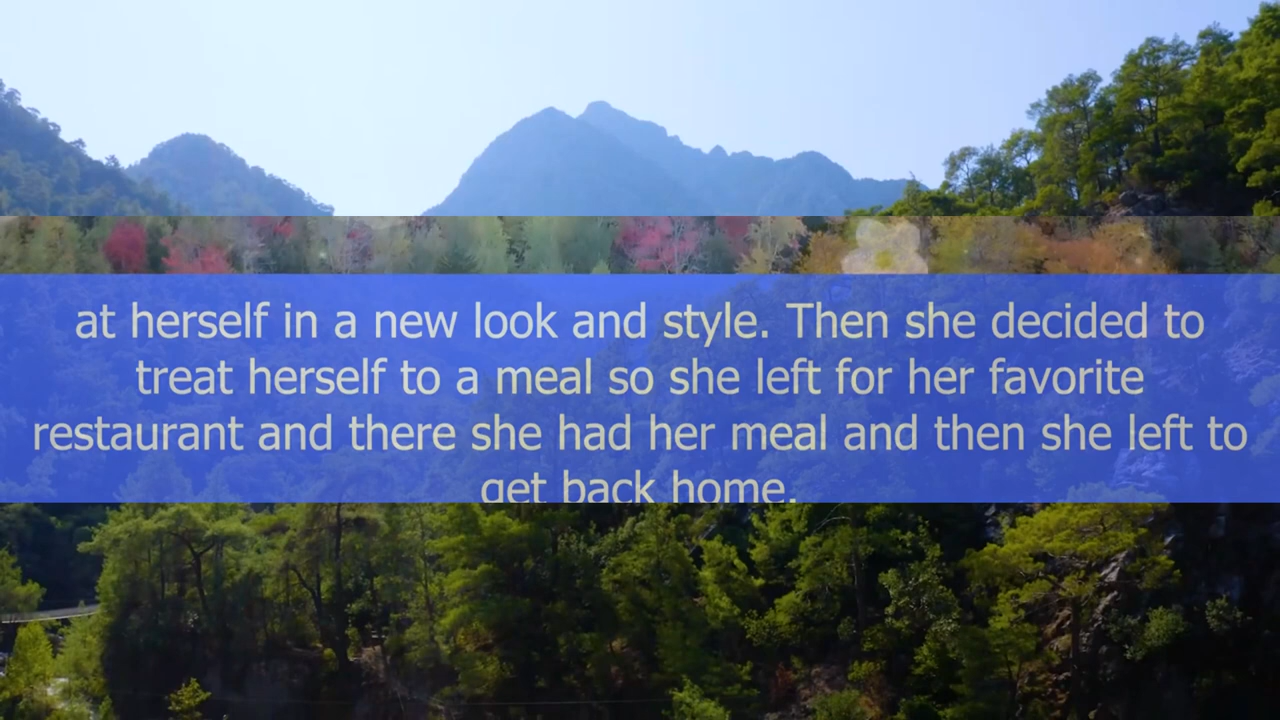 at herself in a new look and style. Then she decided to
treat herself to a meal so she left for her favorite
restaurant and there she had her meal and then she left to
get back home.